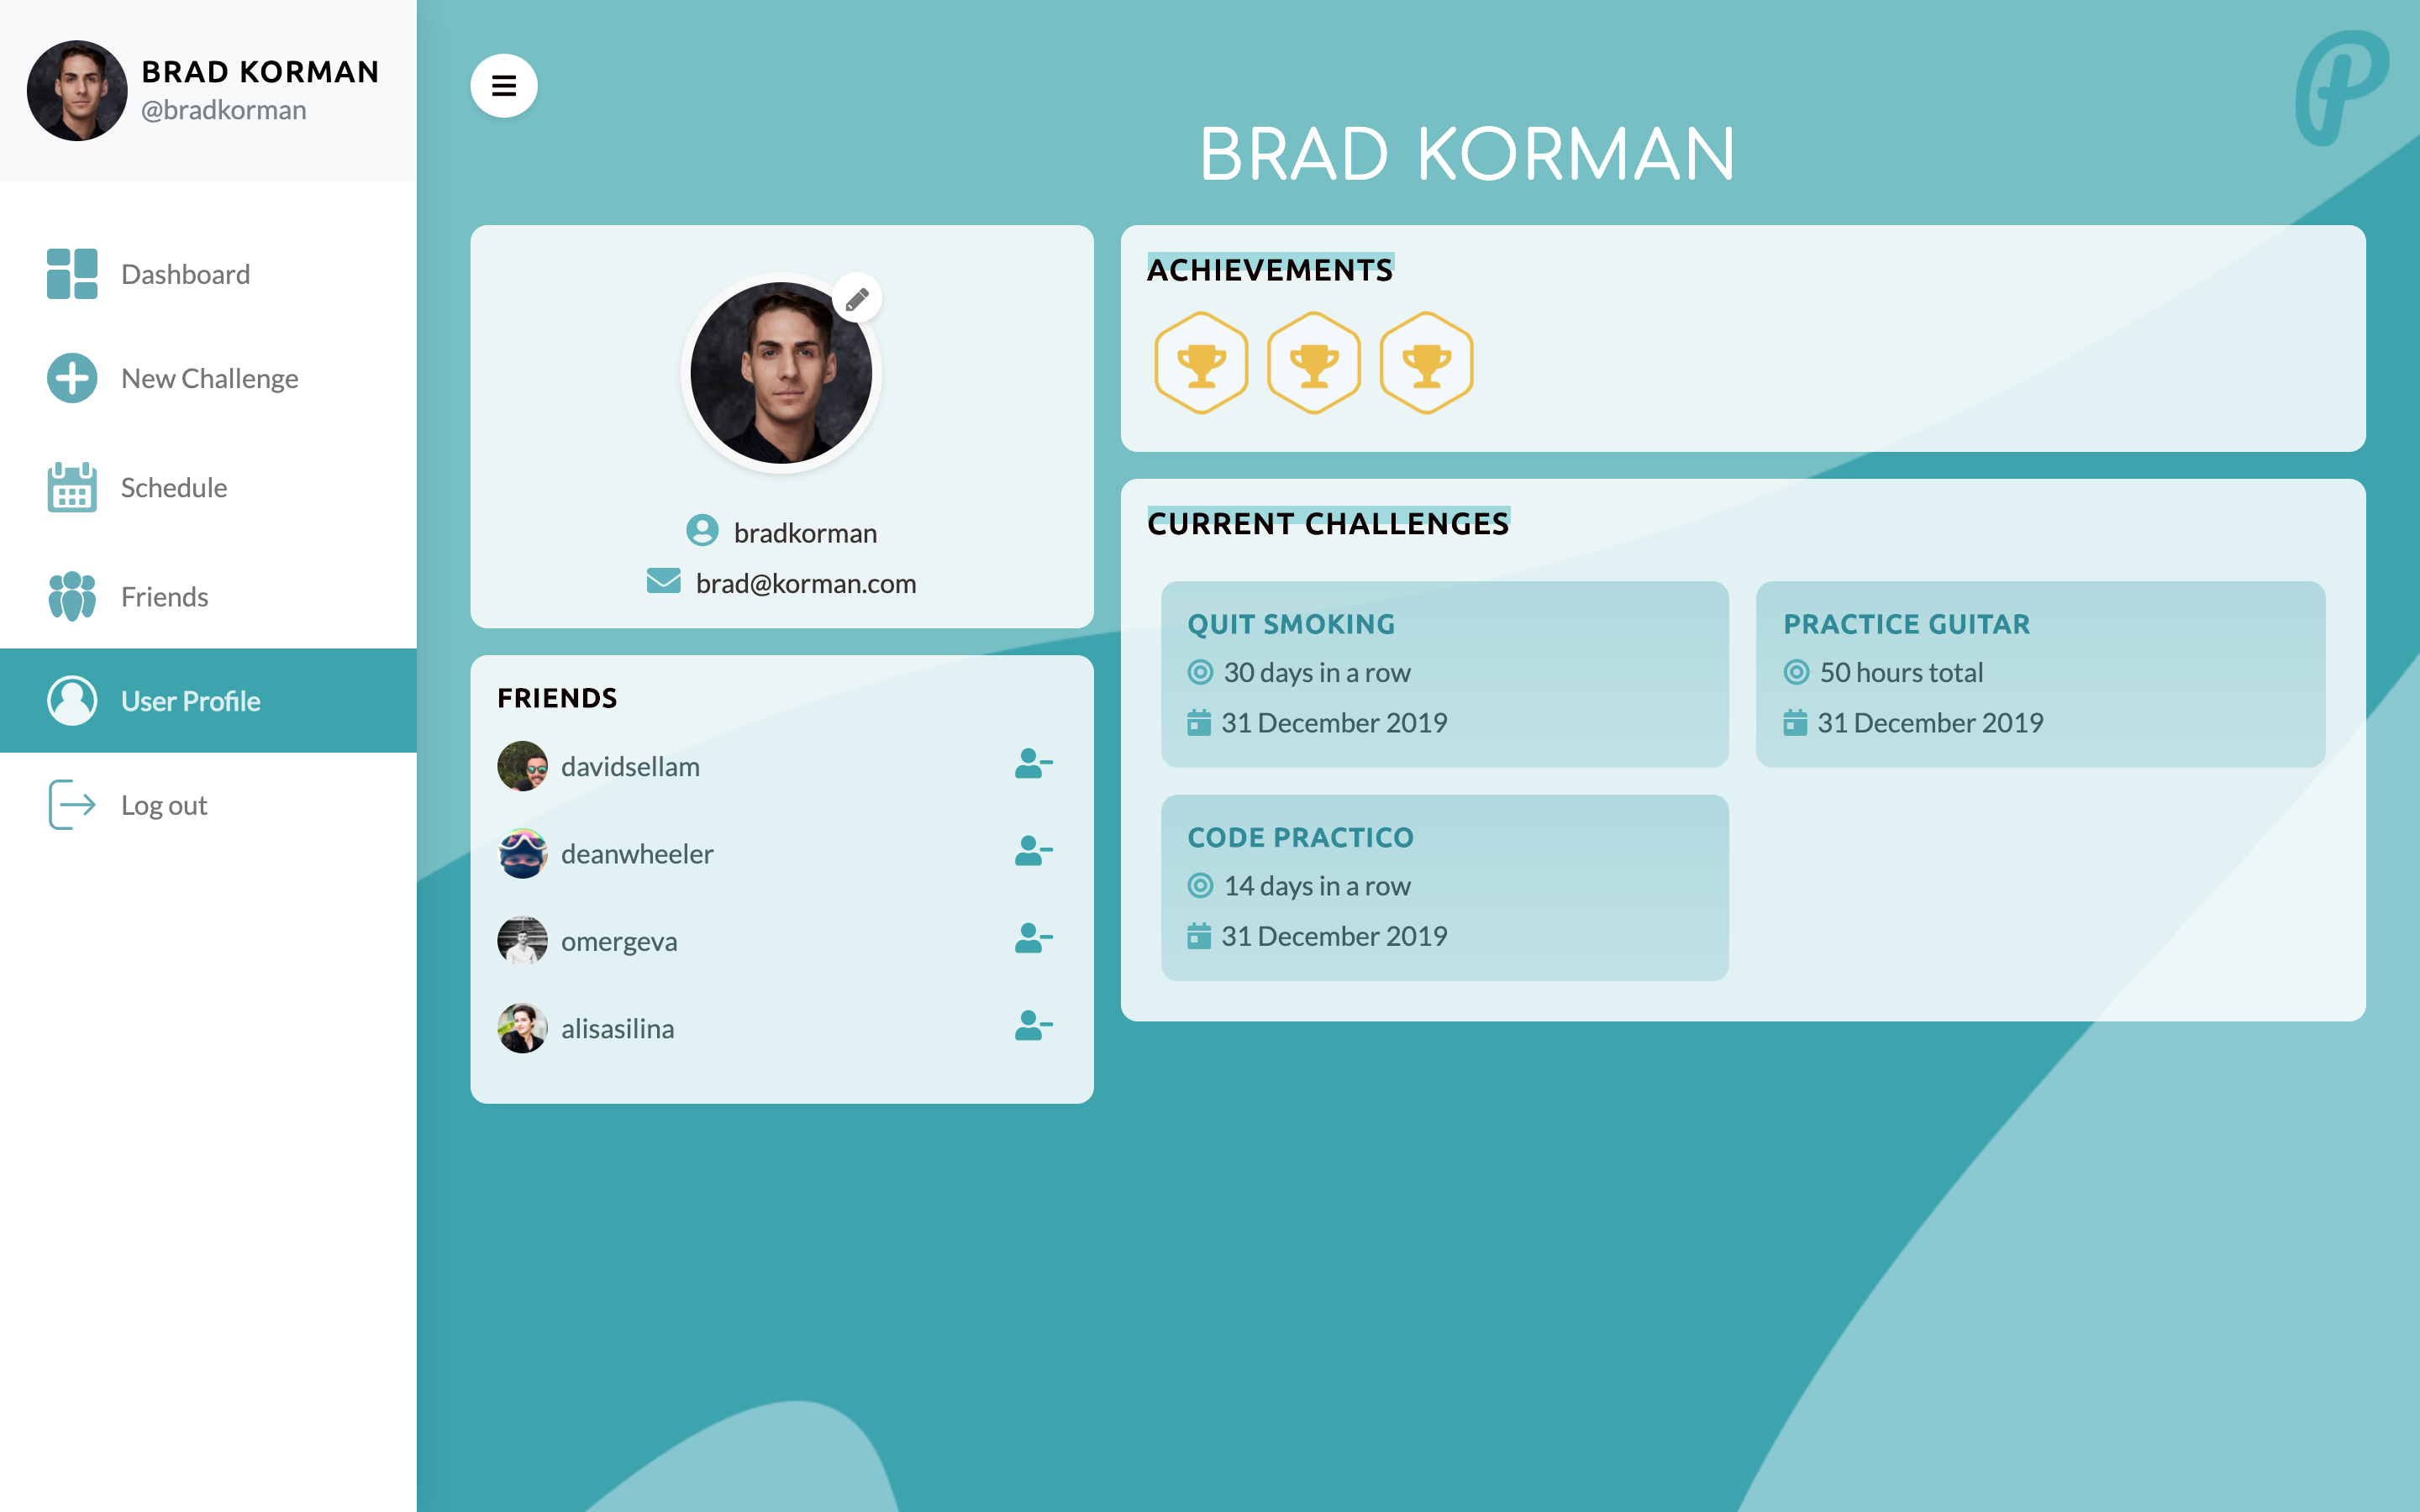 BRAD KORMAN
@bradkorman
Dashboard
New Challenge
Schedule
Friends
User Profile
Log out
BRAD KORMAN
bradkorman
brad@korman.com
FRIENDS
davidsellam
deanwheeler
omergeva
alisasilina
ACHIEVEMENTS
CURRENT CHALLENGES
QUIT SMOKING
30 days in a row
31 December 2019
PRACTICE GUITAR
50 hours total
31 December 2019
CODE PRACTICO
14 days in a row
31 December 2019
P